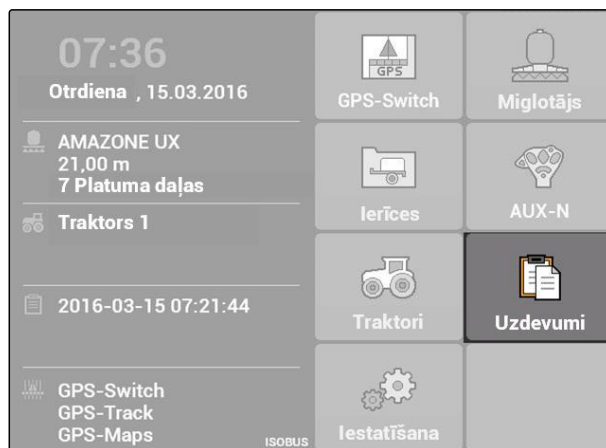 07:36
Otrdiena , 15.03.2016
AMAZONE UX
21,00 m
7 Platuma daļas
Traktors 1
2016-03-15 07:21:44
GPS-Switch
GPS-Track
GPS-Maps
ISOBUS
GPS
GPS-Switch
Miglotājs
Ierīces
AUX-N
Traktori
Uzdevumi
Iestatīšana